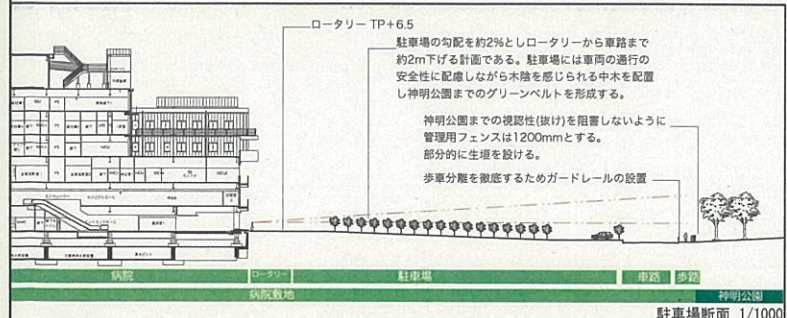 ロータリー TP+6.5
駐車場の勾配を約2%としロータリーから車路まで
約2m下げる計画である。駐車場には車両の通行の
安全性に配慮しながら木陰を感じられる中木を配置
し神明公園までのグリーンベルトを形成する。
神明公園までの視認性(抜け)を阻害しないように
管理用フェンスは1200mmとする。
部分的に生垣を設ける。
歩車分離を徹底するためガードレールの設置
病院
ロータリー
駐車場
車路
歩路
病院敷地
神明公園
駐車場断面 1/1000